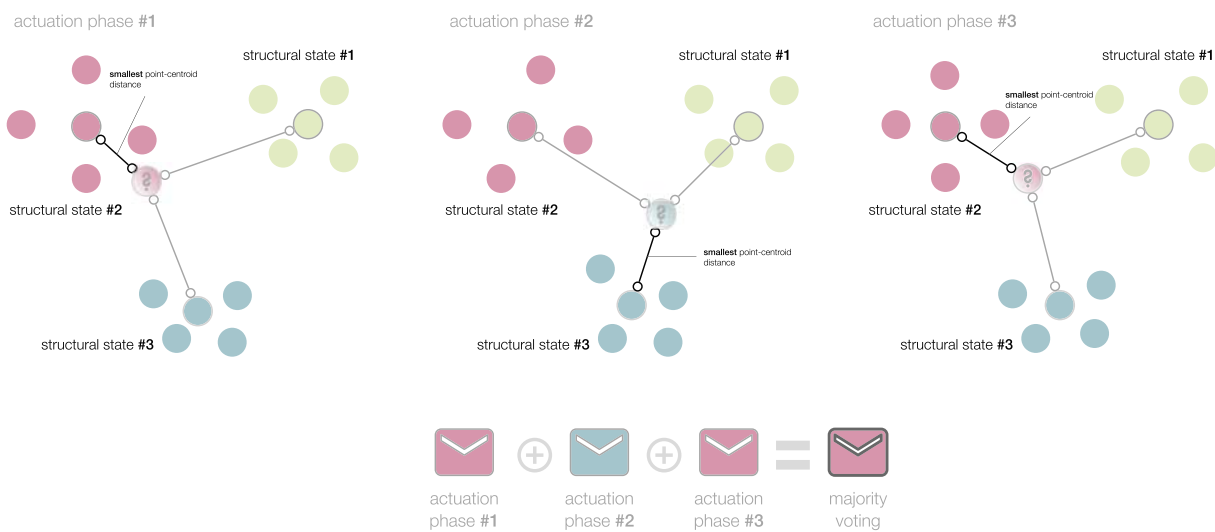 actuation phase #1
structural state #1
smallest point-centroid
distance
?
structural state #2
structural state #3
actuation phase #2
structural state #1
structural state #2
?
smallest point-centroid
distance
structural state #3
actuation phase #3
structural state #1
smallest point-centroid
distance
?
structural state #2
structural state #3
actuation
phase #1
actuation
phase #2
actuation
phase #3
majority
voting